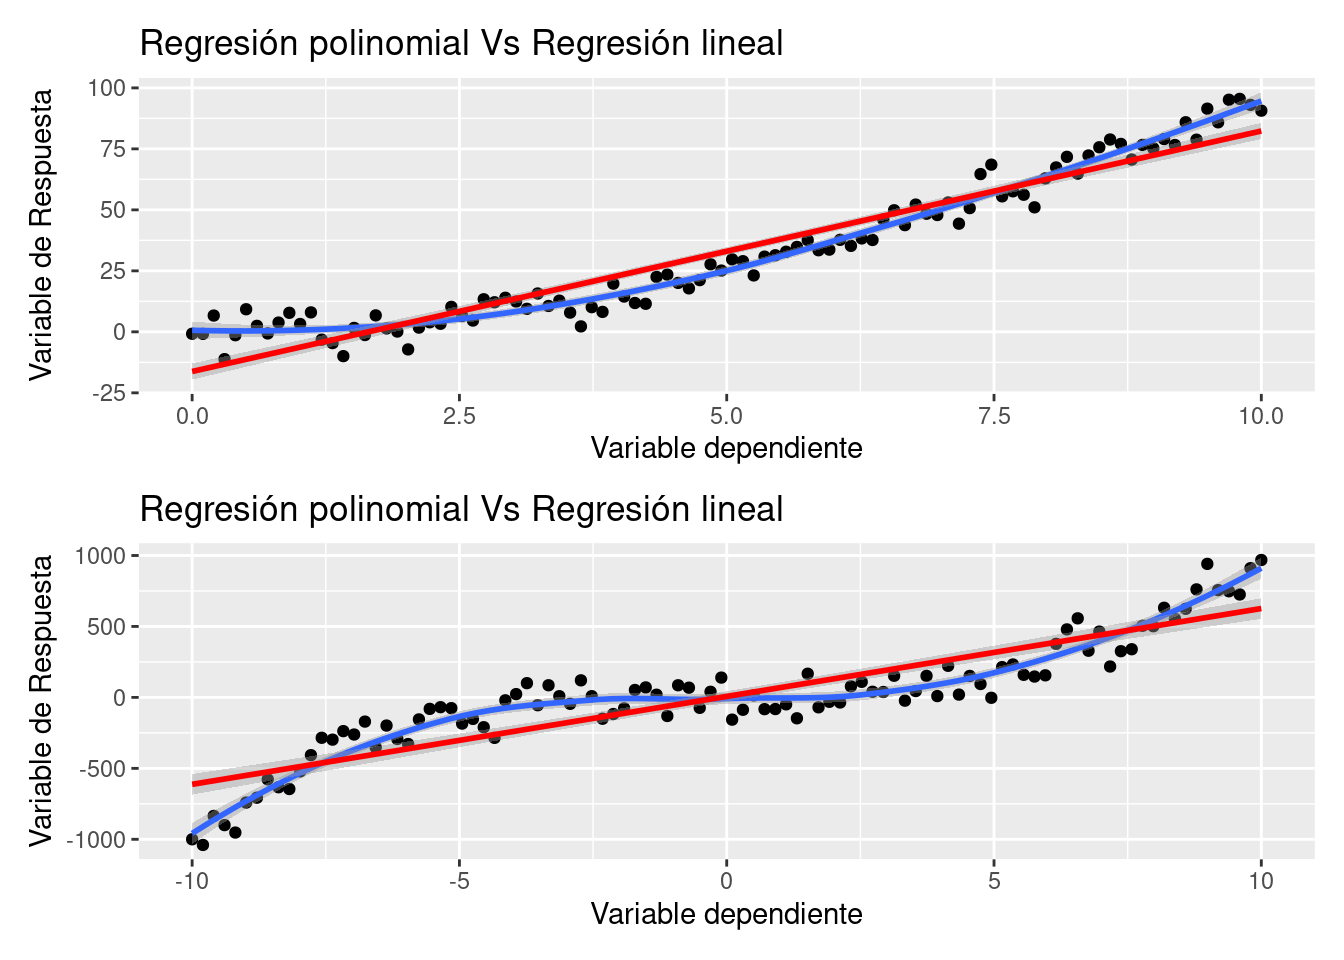 Regresión polinomial Vs Regresión lineal
Variable de Respuesta
100
75
50
25
0
-25
0.0 2.5 5.0 7.5 10.0
Variable dependiente
Regresión polinomial Vs Regresión lineal
Variable de Respuesta
1000
500
0
-500
-1000
-10 -5 0 5 10
Variable dependiente